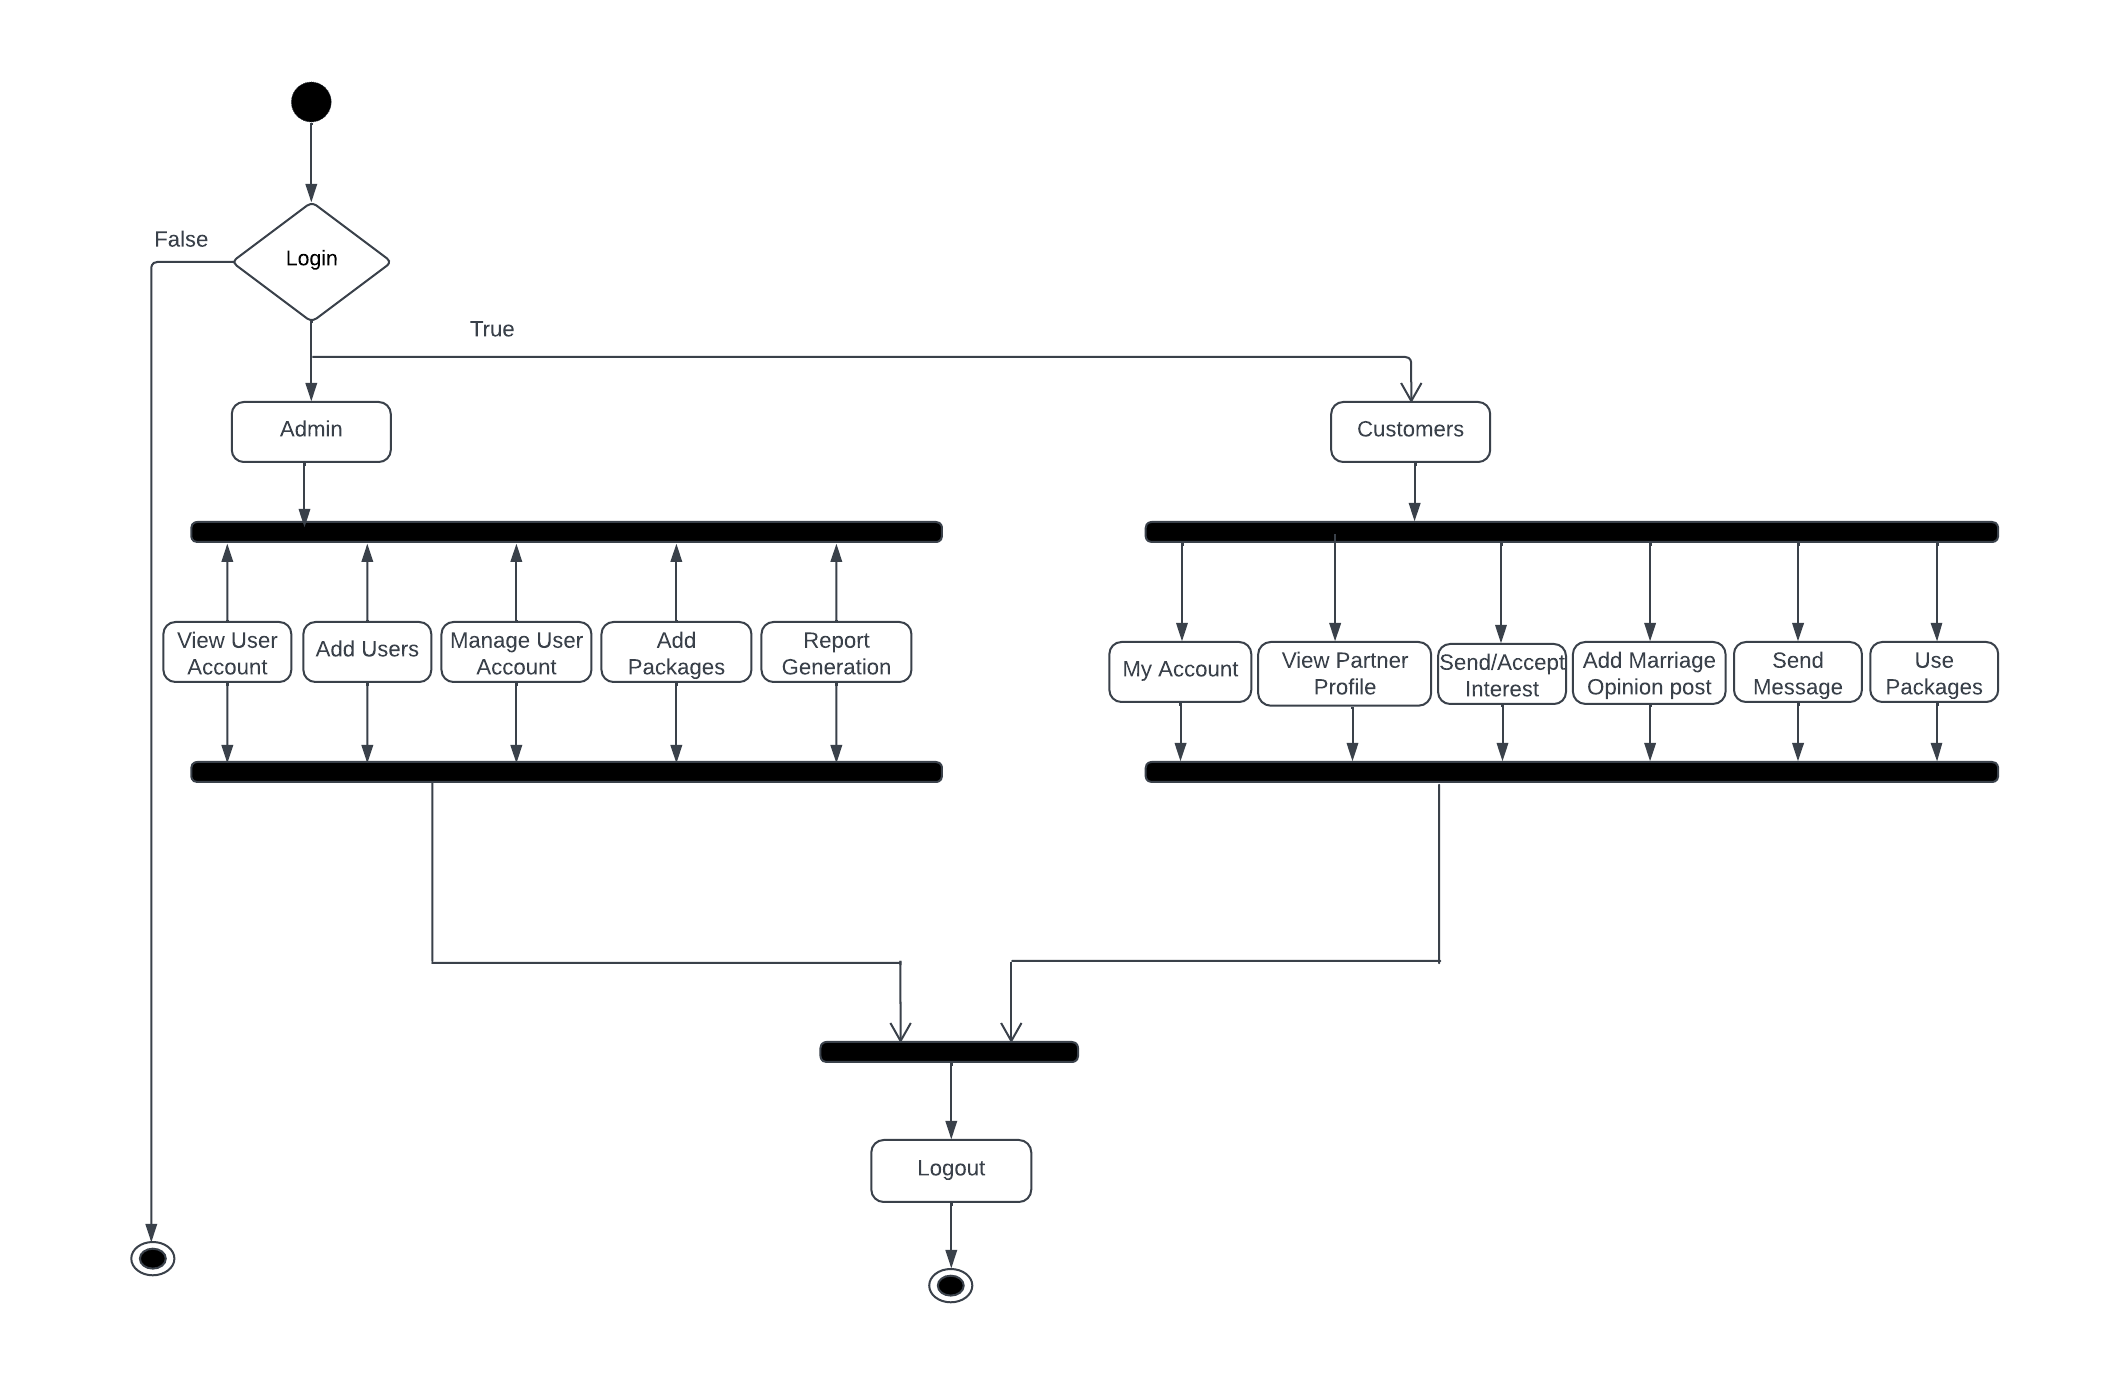 False
Login
True
Admin
Customers
View User
Account
Add Users
Manage User
Account
Add
Packages
Report
Generation
My Account
View Partner
Profile
Send/Accept
Interest
Add Marriage
Opinion post
Send
Message
Use
Packages
Logout